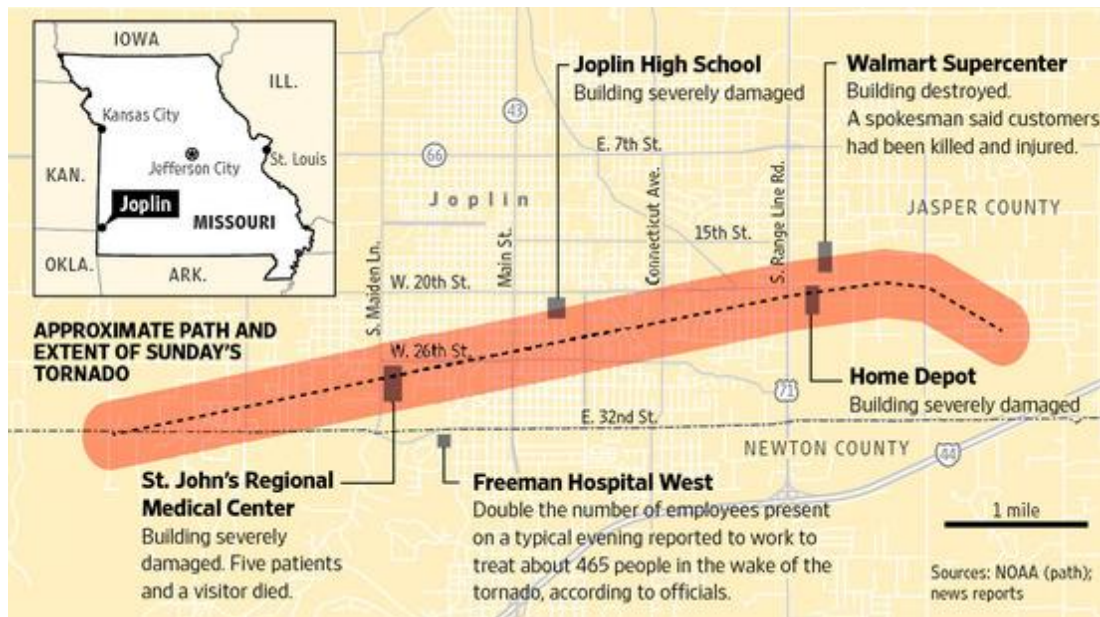 IOWA
ILL.
Kansas City
Jefferson City
St. Louis
KAN.
Joplin
MISSOURI
OKLA.
ARK.
APPROXIMATE PATH AND
EXTENT OF SUNDAY'S
TORNADO
Joplin High School
Building severely damaged
Walmart Supercenter
Building destroyed.
A spokesman said customers
had been killed and injured.
43
66
E. 7th St.
Joplin
JASPER COUNTY
15th St.
S. Maiden Ln.
Main St.
Connecticut Ave.
S. Range Line Rd.
W. 20th St.
W. 26th St.
71
Home Depot
Building severely damaged
E. 32nd St.
NEWTON COUNTY
44
St. John's Regional
Medical Center
Building severely
damaged. Five patients
and a visitor died.
Freeman Hospital West
Double the number of employees present
on a typical evening reported to work to
treat about 465 people in the wake of the
tornado, according to officials.
1 mile
Sources: NOAA (path);
news reports